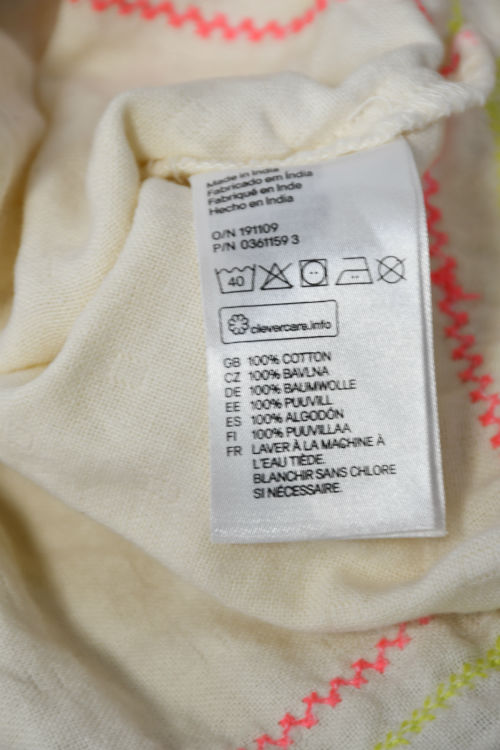 Made in India
Fabricado em Índia
Fabriqué en Inde
Hecho en India
O/N 191109
P/N 0361159 3
40
clevercare.info
GB 100% COTTON
CZ 100% BAVLNA
DE 100% BAUMWOLLE
EE 100% PUUVILL
ES 100% ALGODÓN
FI 100% PUUVILLAA
FR LAVER À LA MACHINE À
L'EAU TIÈDE.
BLANCHIR SANS CHLORE
SI NÉCESSAIRE.